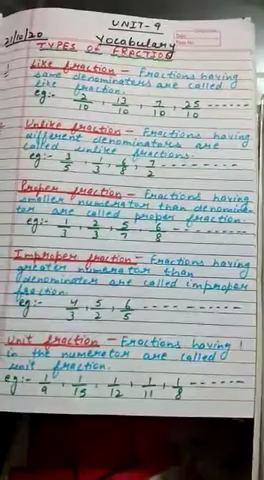 UNIT-9
21/10/20
Vocabulary
TYPES OF FRACTION
Like fraction - Fractions having
same denominators are called
like fraction.
eg:- 2/10, 13/10, 7/10, 25/10 -------
Unlike fraction - Fractions having
different denominators are
called unlike fractions.
eg:- 3/5, 1/3, 6/8, 7/2 -------
Proper fraction - Fractions having
smaller numerator than denomina-
tor are called proper fraction.
eg:- 1/3, 2/3, 5/, 6/8 -------
Improper fraction - Fractions having
greater numerator than
denominator are called improper
fraction.
eg:- 4/3, 5/2, 6/5 -------
Unit fraction - Fractions having 1
in the numerator are called
unit fraction.
eg:- 1/9, 1/15, 1/12, 1/11, 1/8 -------